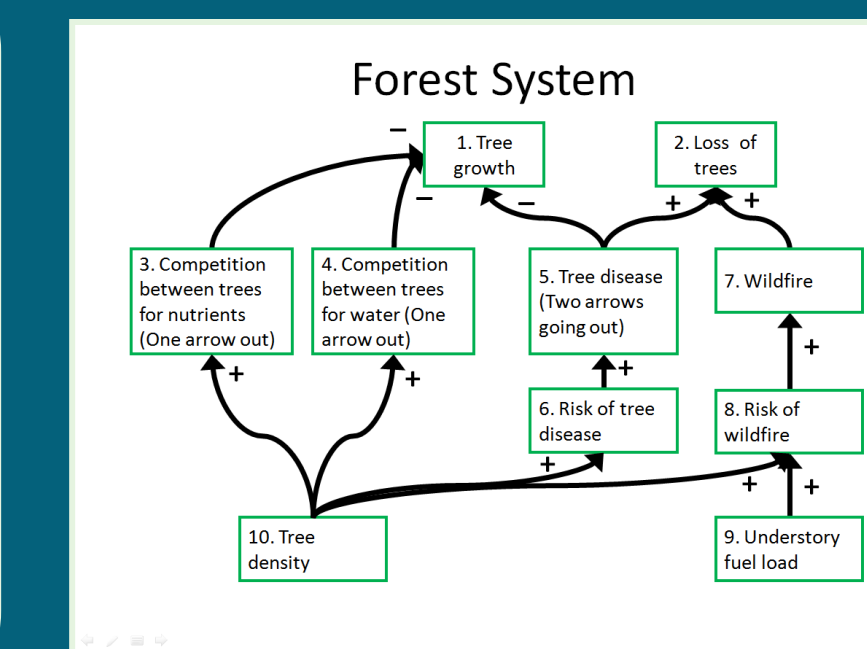 Forest System
1. Tree
growth
2. Loss of
trees
3. Competition
between trees
for nutrients
(One arrow out)
4. Competition
between trees
for water (One
arrow out)
5. Tree disease
(Two arrows
going out)
7. Wildfire
6. Risk of tree
disease
8. Risk of
wildfire
10. Tree
density
9. Understory
fuel load
−
−
−
+
+
+
+
+
+
+
+
+